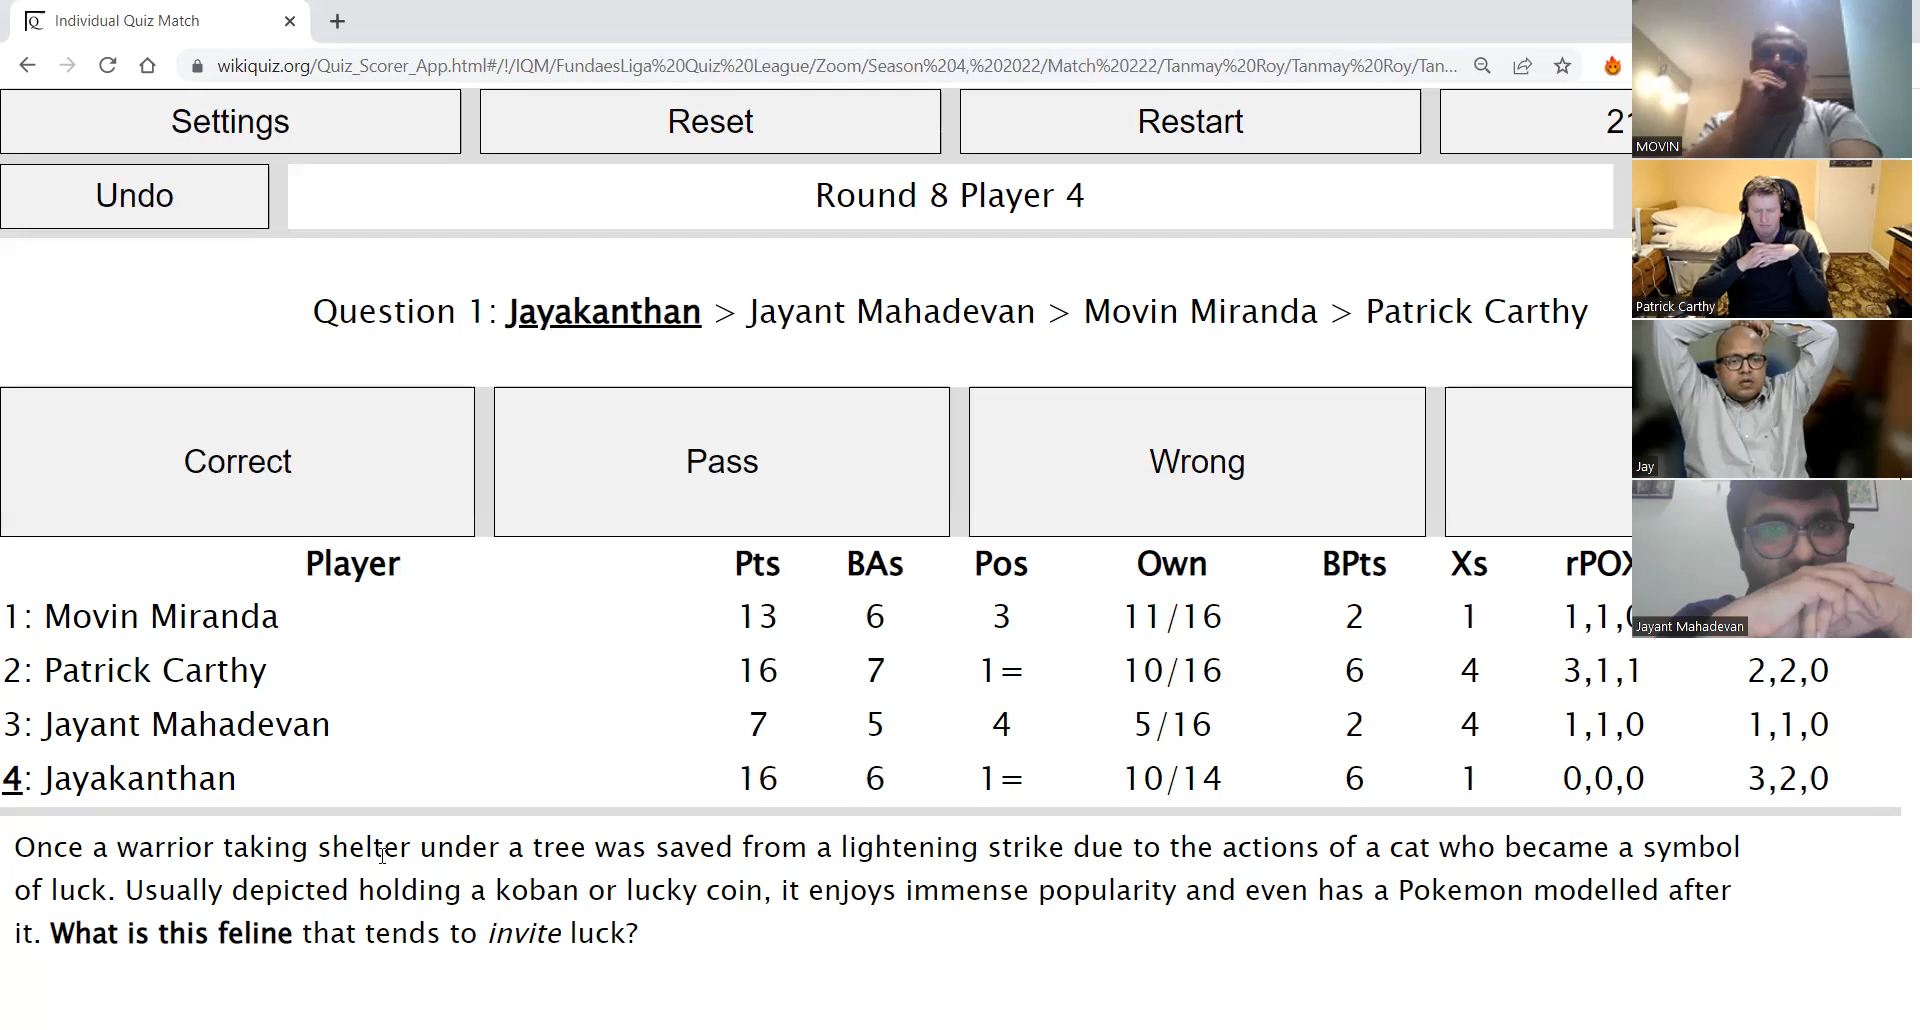 Individual Quiz Match
wikiquiz.org/Quiz_Scorer_App.html#/!/IQM/FundaesLiga%20Quiz%20League/Zoom/Season%204,%202022/Match%20222/Tanmay%20Roy/Tanmay%20Roy/Tan...
Settings Reset Restart
Undo Round 8 Player 4
Question 1: Jayakanthan > Jayant Mahadevan > Movin Miranda > Patrick Carthy
Correct Pass Wrong
Player Pts BAs Pos Own BPts Xs rPOX
1: Movin Miranda 13 6 3 11/16 2 1 1,1,
2: Patrick Carthy 16 7 1= 10/16 6 4 3,1,1 2,2,0
3: Jayant Mahadevan 7 5 4 5/16 2 4 1,1,0 1,1,0
4: Jayakanthan 16 6 1= 10/14 6 1 0,0,0 3,2,0
Once a warrior taking shelter under a tree was saved from a lightening strike due to the actions of a cat who became a symbol
of luck. Usually depicted holding a koban or lucky coin, it enjoys immense popularity and even has a Pokemon modelled after
it. What is this feline that tends to invite luck?
MOVIN
Patrick Carthy
Jay
Jayant Mahadevan